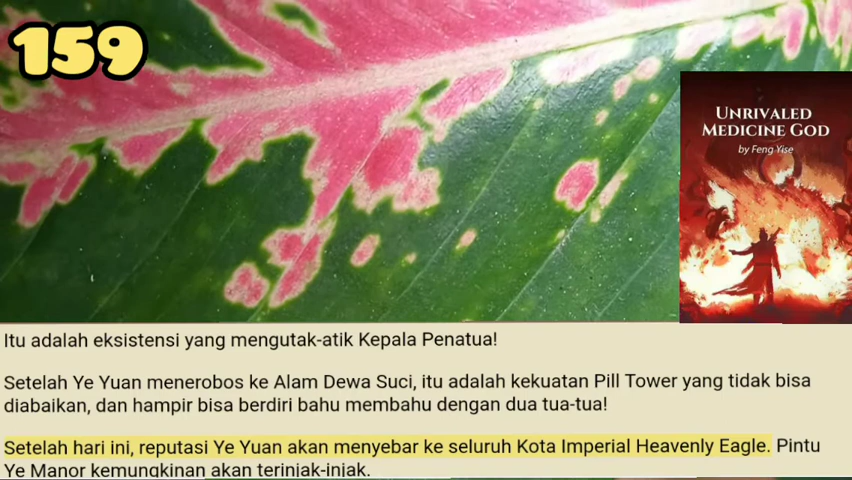 159
UNRIVALED
MEDICINE GOD
by Feng Yise
Itu adalah eksistensi yang mengutak-atik Kepala Penatua!
Setelah Ye Yuan menerobos ke Alam Dewa Suci, itu adalah kekuatan Pill Tower yang tidak bisa
diabaikan, dan hampir bisa berdiri bahu membahu dengan dua tua-tua!
Setelah hari ini, reputasi Ye Yuan akan menyebar ke seluruh Kota Imperial Heavenly Eagle. Pintu
Ye Manor kemungkinan akan terinjak-injak.